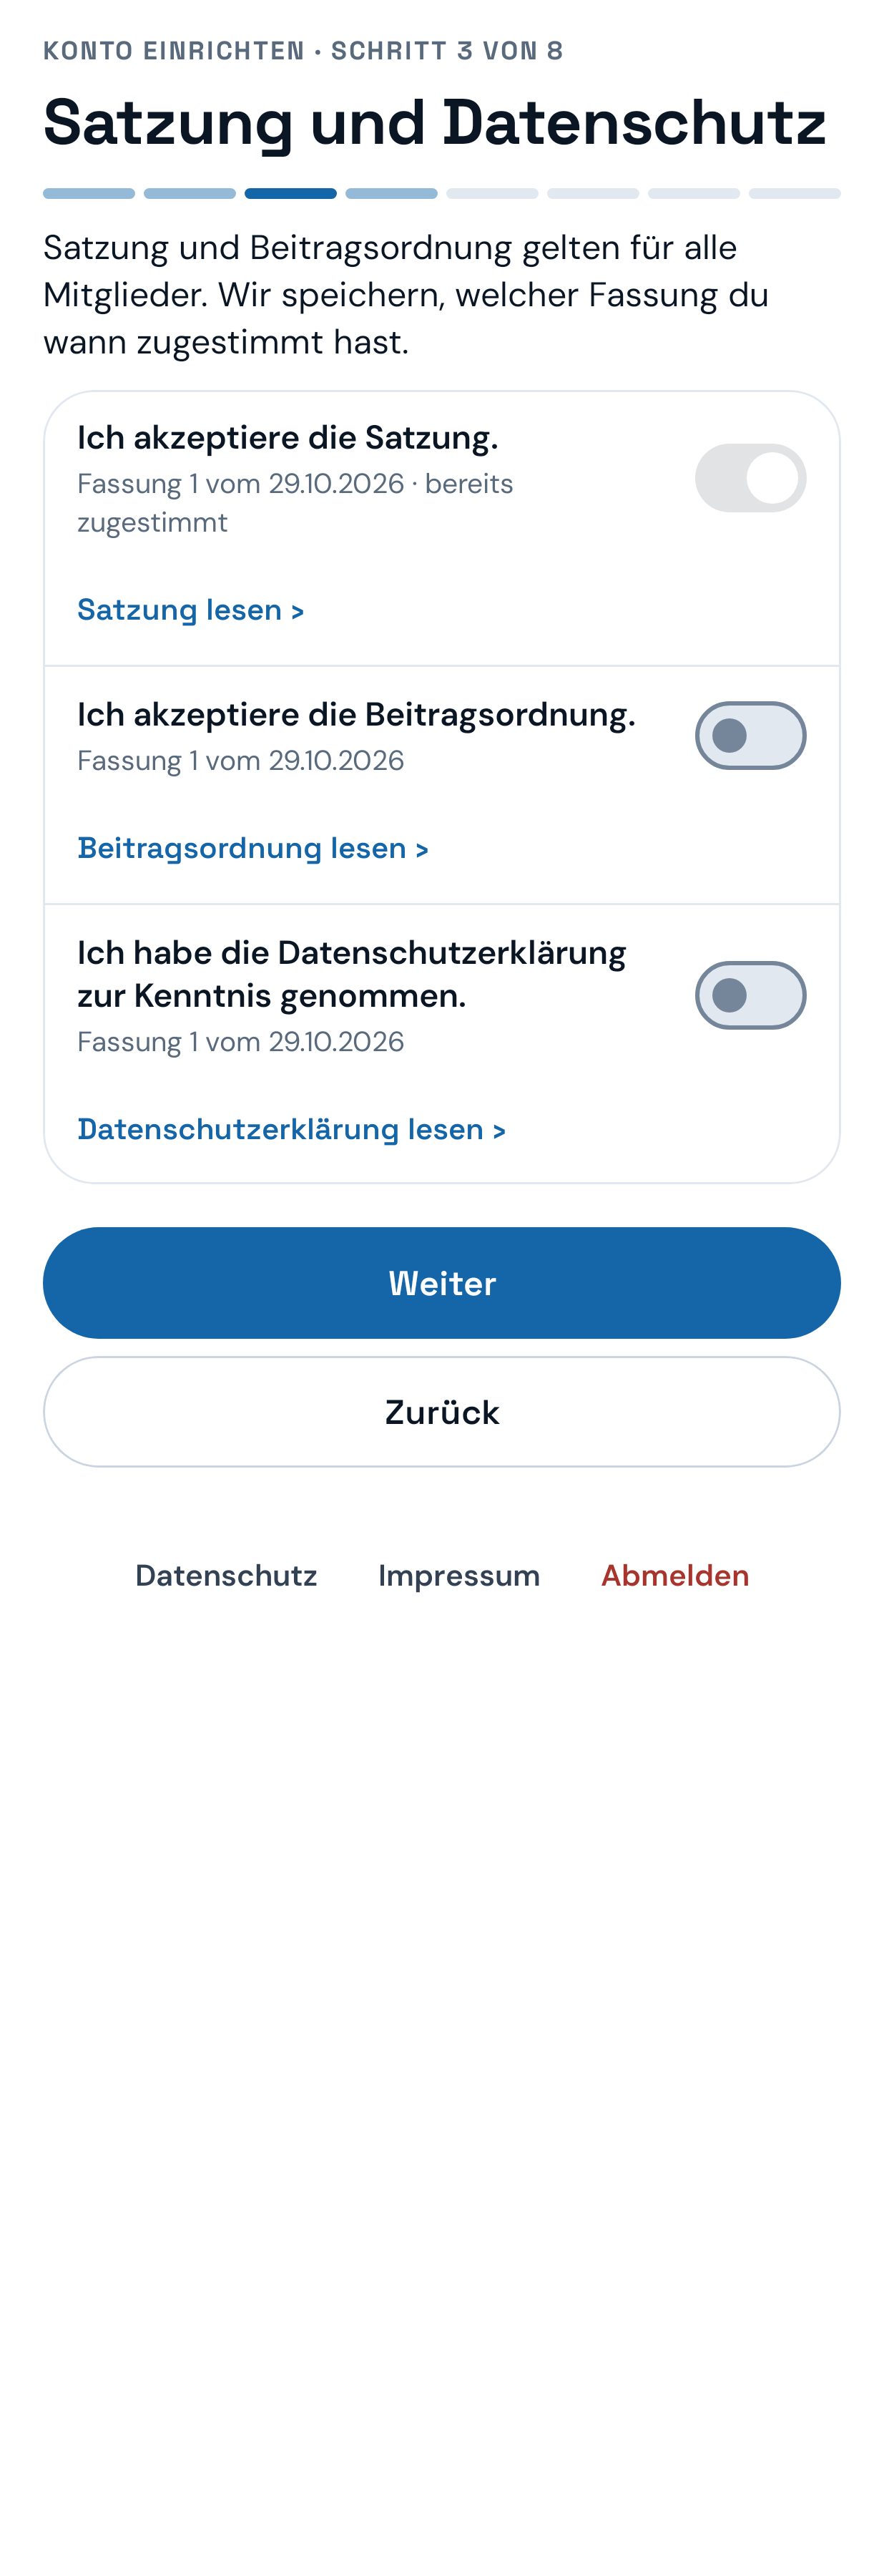 KONTO EINRICHTEN · SCHRITT 3 VON 8
Satzung und Datenschutz
Satzung und Beitragsordnung gelten für alle
Mitglieder. Wir speichern, welcher Fassung du
wann zugestimmt hast.
Ich akzeptiere die Satzung.
Fassung 1 vom 29.10.2026 · bereits
zugestimmt
Satzung lesen >
Ich akzeptiere die Beitragsordnung.
Fassung 1 vom 29.10.2026
Beitragsordnung lesen >
Ich habe die Datenschutzerklärung
zur Kenntnis genommen.
Fassung 1 vom 29.10.2026
Datenschutzerklärung lesen >
Weiter
Zurück
Datenschutz Impressum Abmelden